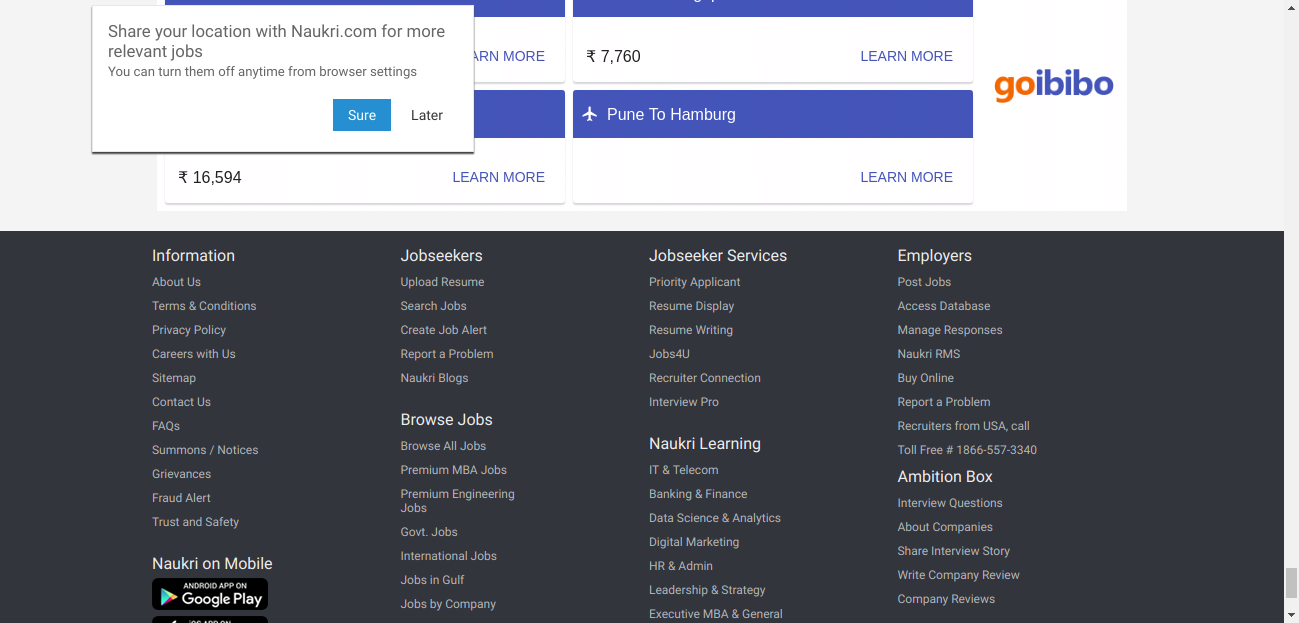 Share your location with Naukri.com for more
relevant jobs
You can turn them off anytime from browser settings
Sure
Later
LEARN MORE
₹ 7,760
LEARN MORE
goibibo
Pune To Hamburg
₹ 16,594
LEARN MORE
LEARN MORE
Information
About Us
Terms & Conditions
Privacy Policy
Careers with Us
Sitemap
Contact Us
FAQs
Summons / Notices
Grievances
Fraud Alert
Trust and Safety
Naukri on Mobile
ANDROID APP ON
Google Play
Jobseekers
Upload Resume
Search Jobs
Create Job Alert
Report a Problem
Naukri Blogs
Browse Jobs
Browse All Jobs
Premium MBA Jobs
Premium Engineering
Jobs
Govt. Jobs
International Jobs
Jobs in Gulf
Jobs by Company
Jobseeker Services
Priority Applicant
Resume Display
Resume Writing
Jobs4U
Recruiter Connection
Interview Pro
Naukri Learning
IT & Telecom
Banking & Finance
Data Science & Analytics
Digital Marketing
HR & Admin
Leadership & Strategy
Executive MBA & General
Employers
Post Jobs
Access Database
Manage Responses
Naukri RMS
Buy Online
Report a Problem
Recruiters from USA, call
Toll Free # 1866-557-3340
Ambition Box
Interview Questions
About Companies
Share Interview Story
Write Company Review
Company Reviews